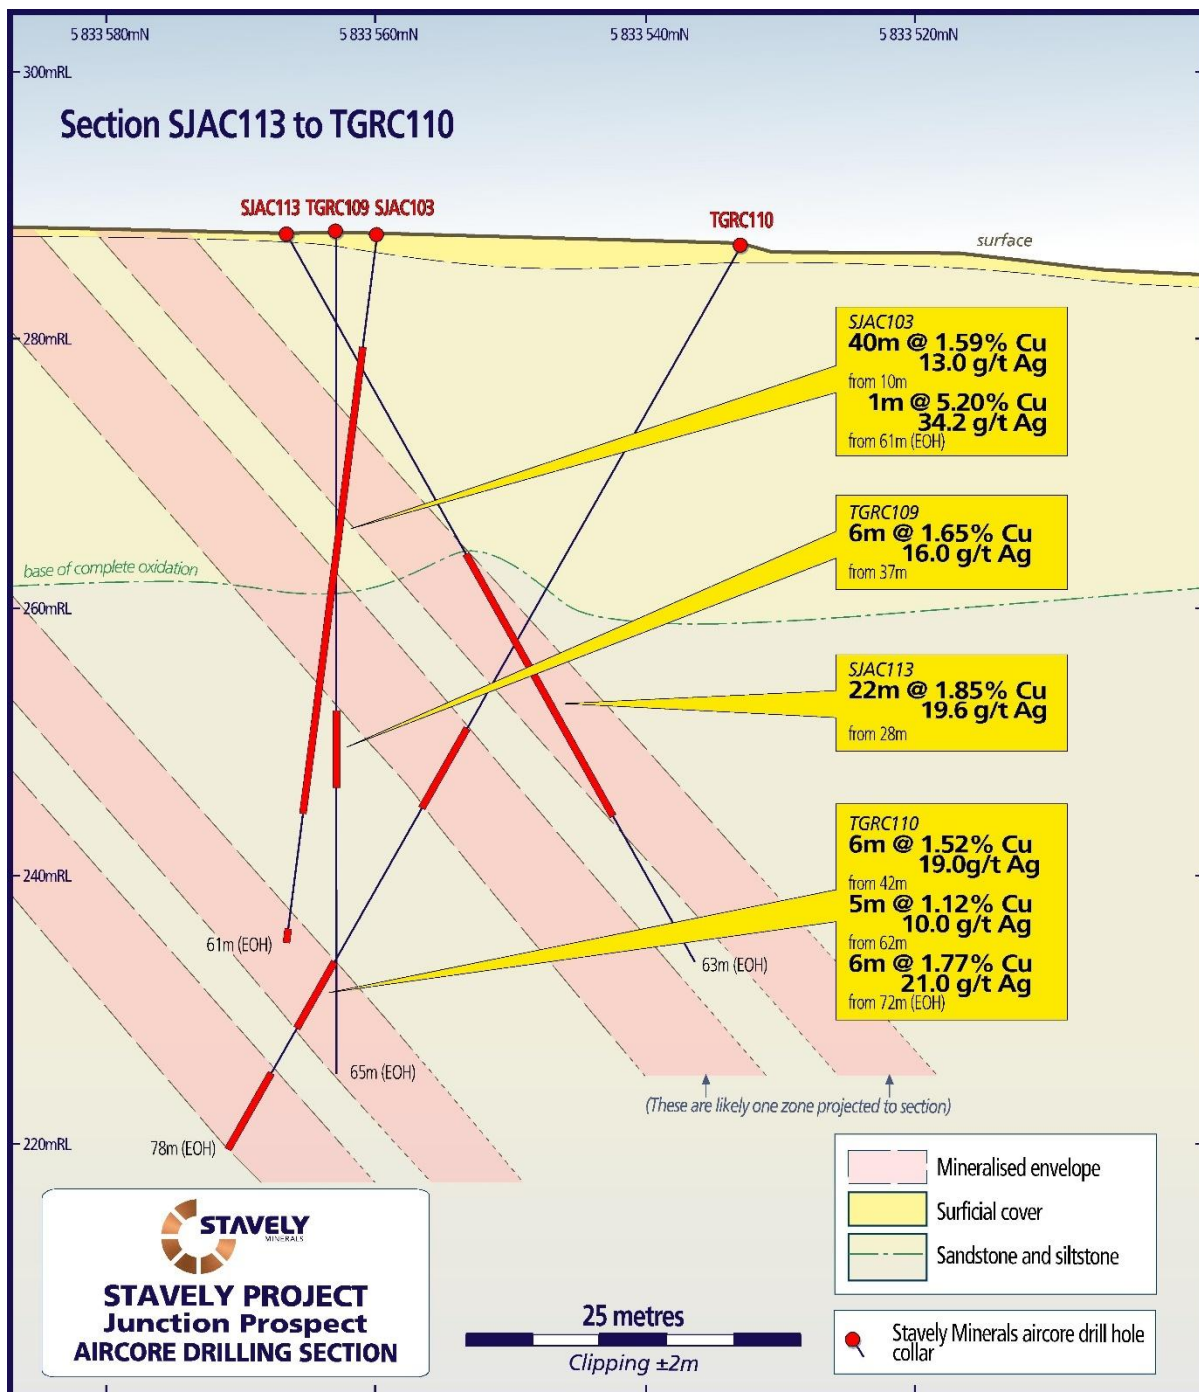 5 833 580mN
5 833 560mN
5 833 540mN
5 833 520mN
300mRL
Section SJAC113 to TGRC110
SJAC113 TGRC109 SJAC103
TGRC110
surface
280mRL
SJAC103
40m @ 1.59% Cu
13.0 g/t Ag
from 10m
1m @ 5.20% Cu
34.2 g/t Ag
from 61m (EOH)
TGRC109
6m @ 1.65% Cu
16.0 g/t Ag
from 37m
base of complete oxidation
260mRL
SJAC113
22m @ 1.85% Cu
19.6 g/t Ag
from 28m
TGRC110
6m @ 1.52% Cu
19.0g/t Ag
from 42m
5m @ 1.12% Cu
10.0 g/t Ag
from 62m
6m @ 1.77% Cu
21.0 g/t Ag
from 72m (EOH)
240mRL
61m (EOH)
63m (EOH)
65m (EOH)
(These are likely one zone projected to section)
220mRL
78m (EOH)
Mineralised envelope
Surficial cover
Sandstone and siltstone
STAVELY
MINERALS
STAVELY PROJECT
Junction Prospect
AIRCORE DRILLING SECTION
25 metres
Clipping ±2m
Stavely Minerals aircore drill hole
collar